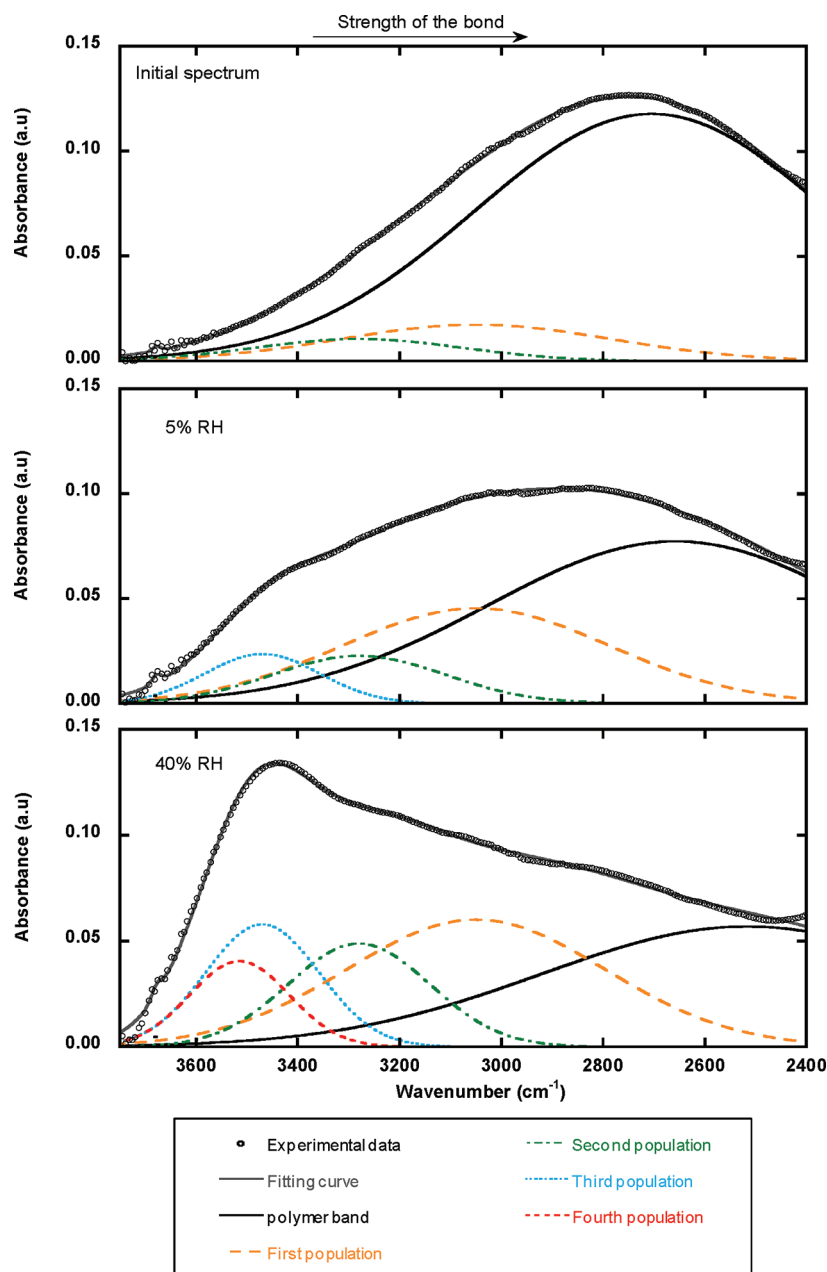 Strength of the bond
0.15
Initial spectrum
0.10
0.05
0.00
Absorbance (a.u)
0.15
5% RH
0.10
0.05
0.00
Absorbance (a.u)
0.15
40% RH
0.10
0.05
0.00
Absorbance (a.u)
3600 3400 3200 3000 2800 2600 2400
Wavenumber (cm⁻¹)
Experimental data
Fitting curve
polymer band
First population
Second population
Third population
Fourth population